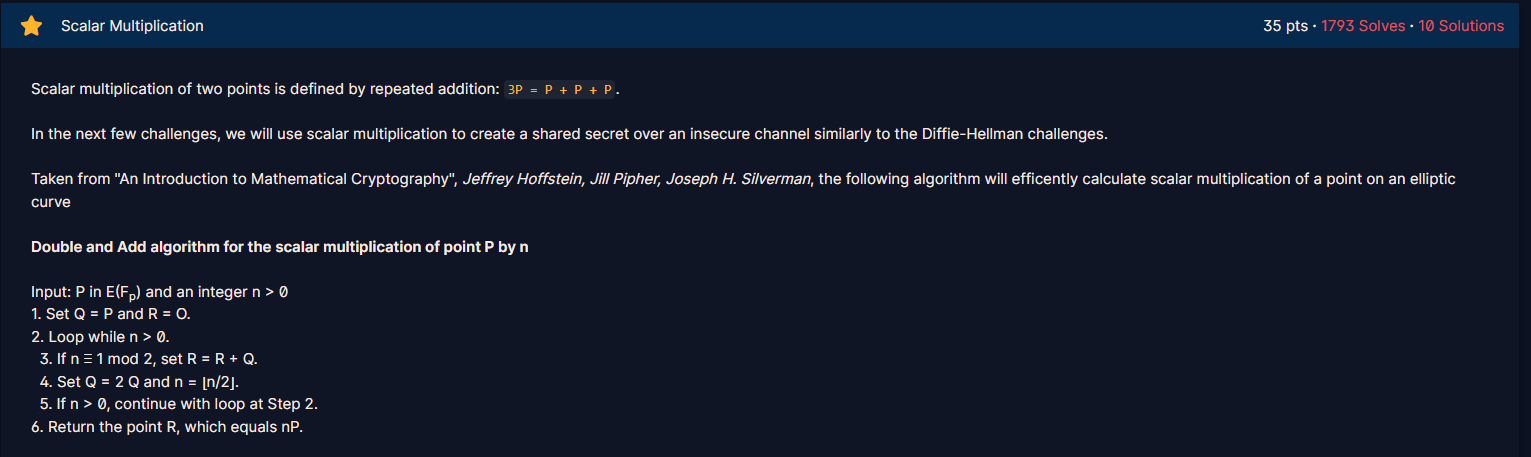 Scalar Multiplication
35 pts · 1793 Solves · 10 Solutions
Scalar multiplication of two points is defined by repeated addition: 3P = P + P + P.
In the next few challenges, we will use scalar multiplication to create a shared secret over an insecure channel similarly to the Diffie-Hellman challenges.
Taken from "An Introduction to Mathematical Cryptography", Jeffrey Hoffstein, Jill Pipher, Joseph H. Silverman, the following algorithm will efficently calculate scalar multiplication of a point on an elliptic
curve
Double and Add algorithm for the scalar multiplication of point P by n
Input: P in E(Fp) and an integer n > 0
1. Set Q = P and R = O.
2. Loop while n > 0.
3. If n ≡ 1 mod 2, set R = R + Q.
4. Set Q = 2 Q and n = ⌊n/2⌋.
5. If n > 0, continue with loop at Step 2.
6. Return the point R, which equals nP.